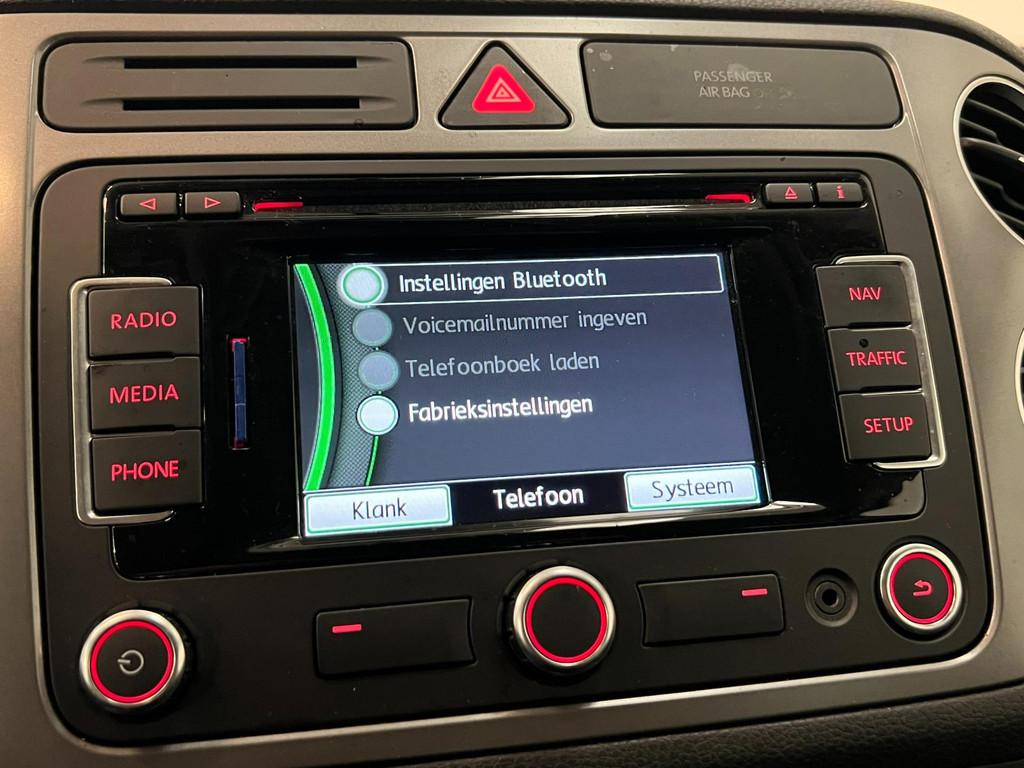 PASSENGER
AIR BAG
RADIO
MEDIA
PHONE
Instellingen Bluetooth
Voicemailnummer ingeven
Telefoonboek laden
Fabrieksinstellingen
Klank
Telefoon
Systeem
NAV
TRAFFIC
SETUP
i